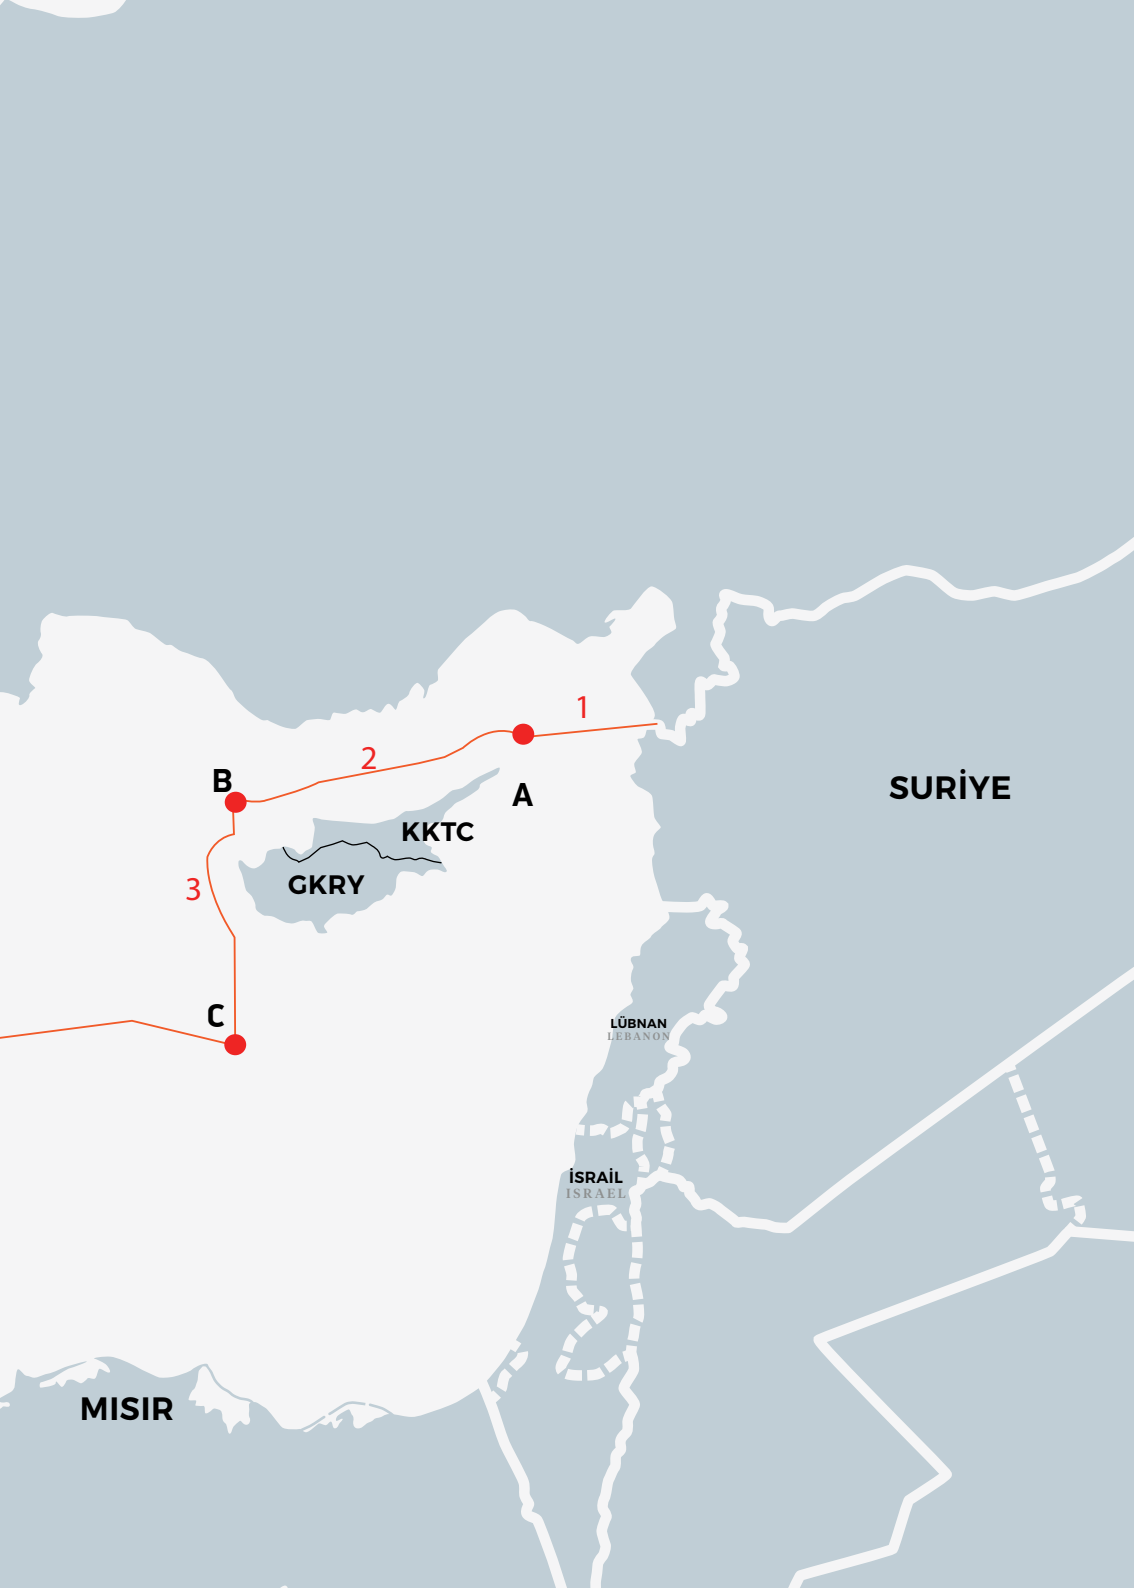 1
2
B
SURİYE
A
KKTC
GKRY
3
C
LÜBNAN
LEBANON
İSRAİL
ISRAEL
MISIR